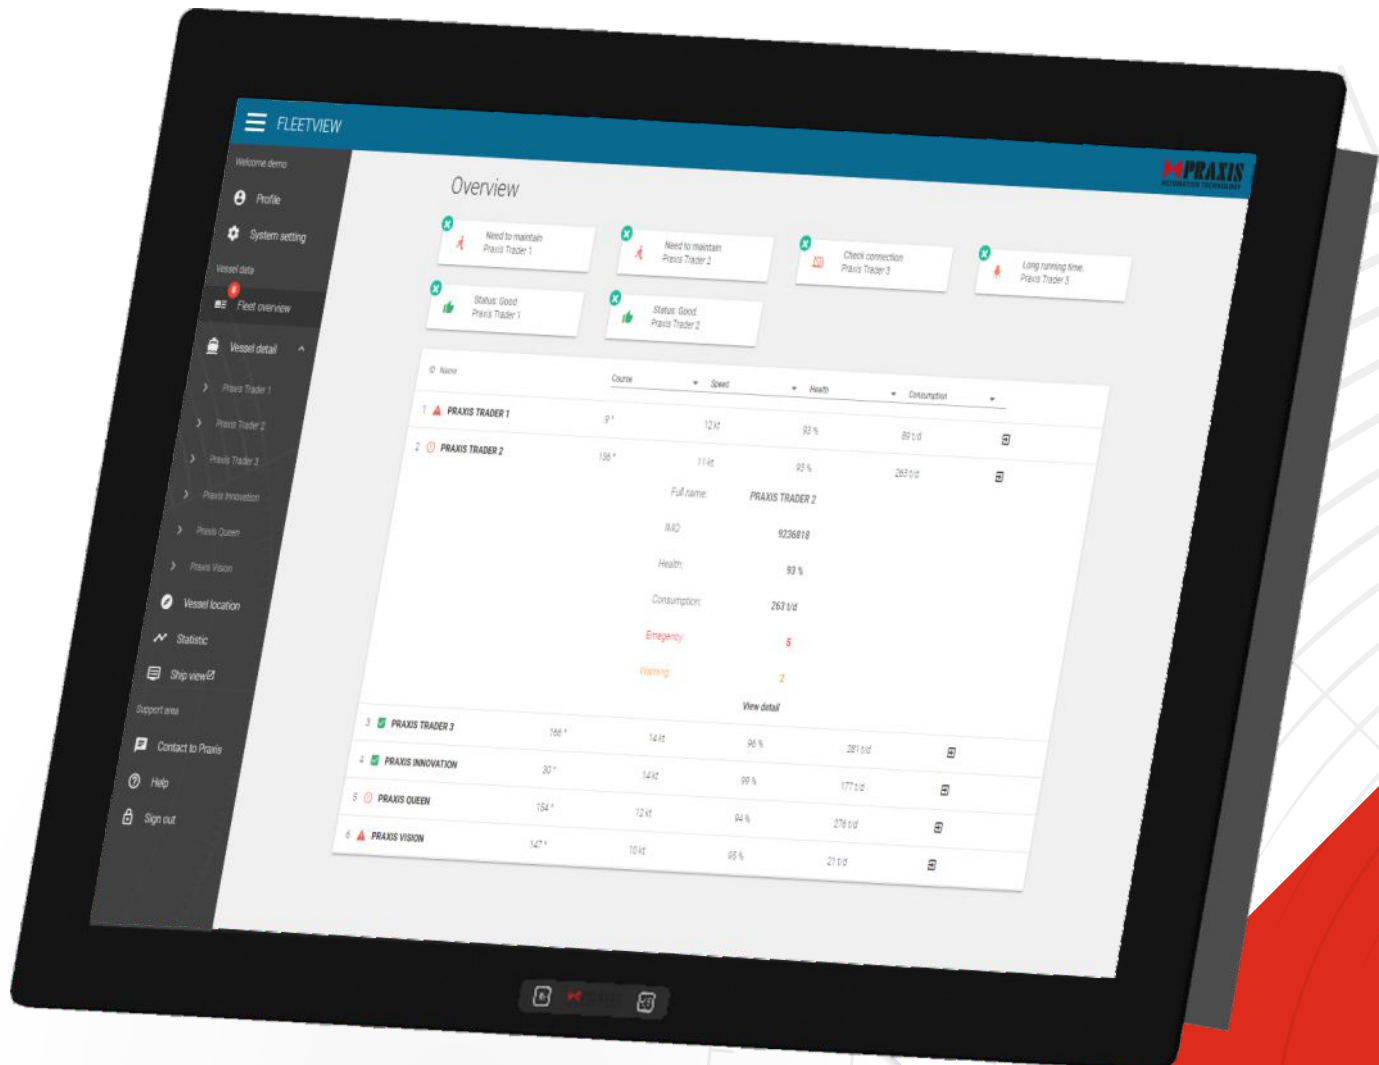 FLEETVIEW
PRAXIS
AUTOMATION TECHNOLOGY
Welcome demo
Profile
System setting
Vessel data
Fleet overview
Vessel detail
Praxis Trader 1
Praxis Trader 2
Praxis Trader 3
Praxis Innovation
Praxis Queen
Praxis Vision
Vessel location
Statistic
Ship view
Support area
Contact to Praxis
Help
Sign out
Overview
Need to maintain
Praxis Trader 1
Need to maintain
Praxis Trader 2
Check connection
Praxis Trader 3
Long running time.
Praxis Trader 3
Status: Good
Praxis Trader 1
Status: Good.
Praxis Trader 2
ID Name Course Speed Health Consumption
1 PRAXIS TRADER 1 9 ° 12 kt 93 % 89 t/d
2 PRAXIS TRADER 2 136 ° 11 kt 93 % 263 t/d
Full name: PRAXIS TRADER 2
IMO: 9236818
Health: 93 %
Consumption: 263 t/d
Emegency: 5
Warning: 2
View detail
3 PRAXIS TRADER 3 166 ° 14 kt 96 % 281 t/d
4 PRAXIS INNOVATION 30 ° 14 kt 99 % 177 t/d
5 PRAXIS QUEEN 154 ° 12 kt 94 % 276 t/d
6 PRAXIS VISION 147 ° 10 kt 95 % 21 t/d